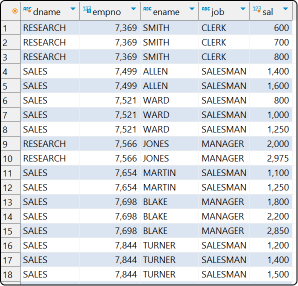 dname empno ename job sal
1 RESEARCH 7,369 SMITH CLERK 600
2 RESEARCH 7,369 SMITH CLERK 700
3 RESEARCH 7,369 SMITH CLERK 800
4 SALES 7,499 ALLEN SALESMAN 1,400
5 SALES 7,499 ALLEN SALESMAN 1,600
6 SALES 7,521 WARD SALESMAN 800
7 SALES 7,521 WARD SALESMAN 1,000
8 SALES 7,521 WARD SALESMAN 1,250
9 RESEARCH 7,566 JONES MANAGER 2,000
10 RESEARCH 7,566 JONES MANAGER 2,975
11 SALES 7,654 MARTIN SALESMAN 1,100
12 SALES 7,654 MARTIN SALESMAN 1,250
13 SALES 7,698 BLAKE MANAGER 1,800
14 SALES 7,698 BLAKE MANAGER 2,200
15 SALES 7,698 BLAKE MANAGER 2,850
16 SALES 7,844 TURNER SALESMAN 1,200
17 SALES 7,844 TURNER SALESMAN 1,400
18 SALES 7,844 TURNER SALESMAN 1,500